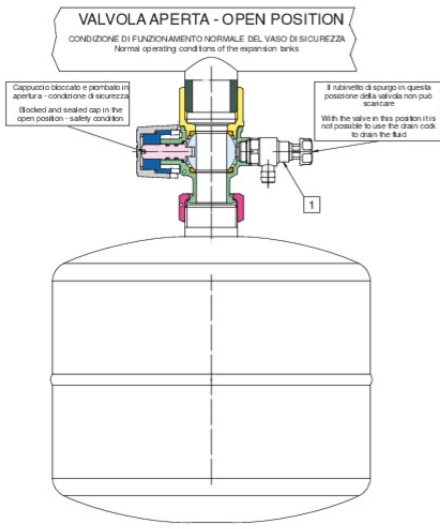 VALVOLA APERTA - OPEN POSITION
CONDIZIONE DI FUNZIONAMENTO NORMALE DEL VASO DI SICUREZZA
Normal operating conditions of the expansion tanks
Cappuccio bloccato e piombato in
apertura - condizione di sicurezza
Blocked and sealed cap in the
open position - safety condition
Il rubinetto di spurgo in questa
posizione della valvola non può
scaricare
With the valve in this position it is
not possible to use the drain cock
to drain the fluid
1